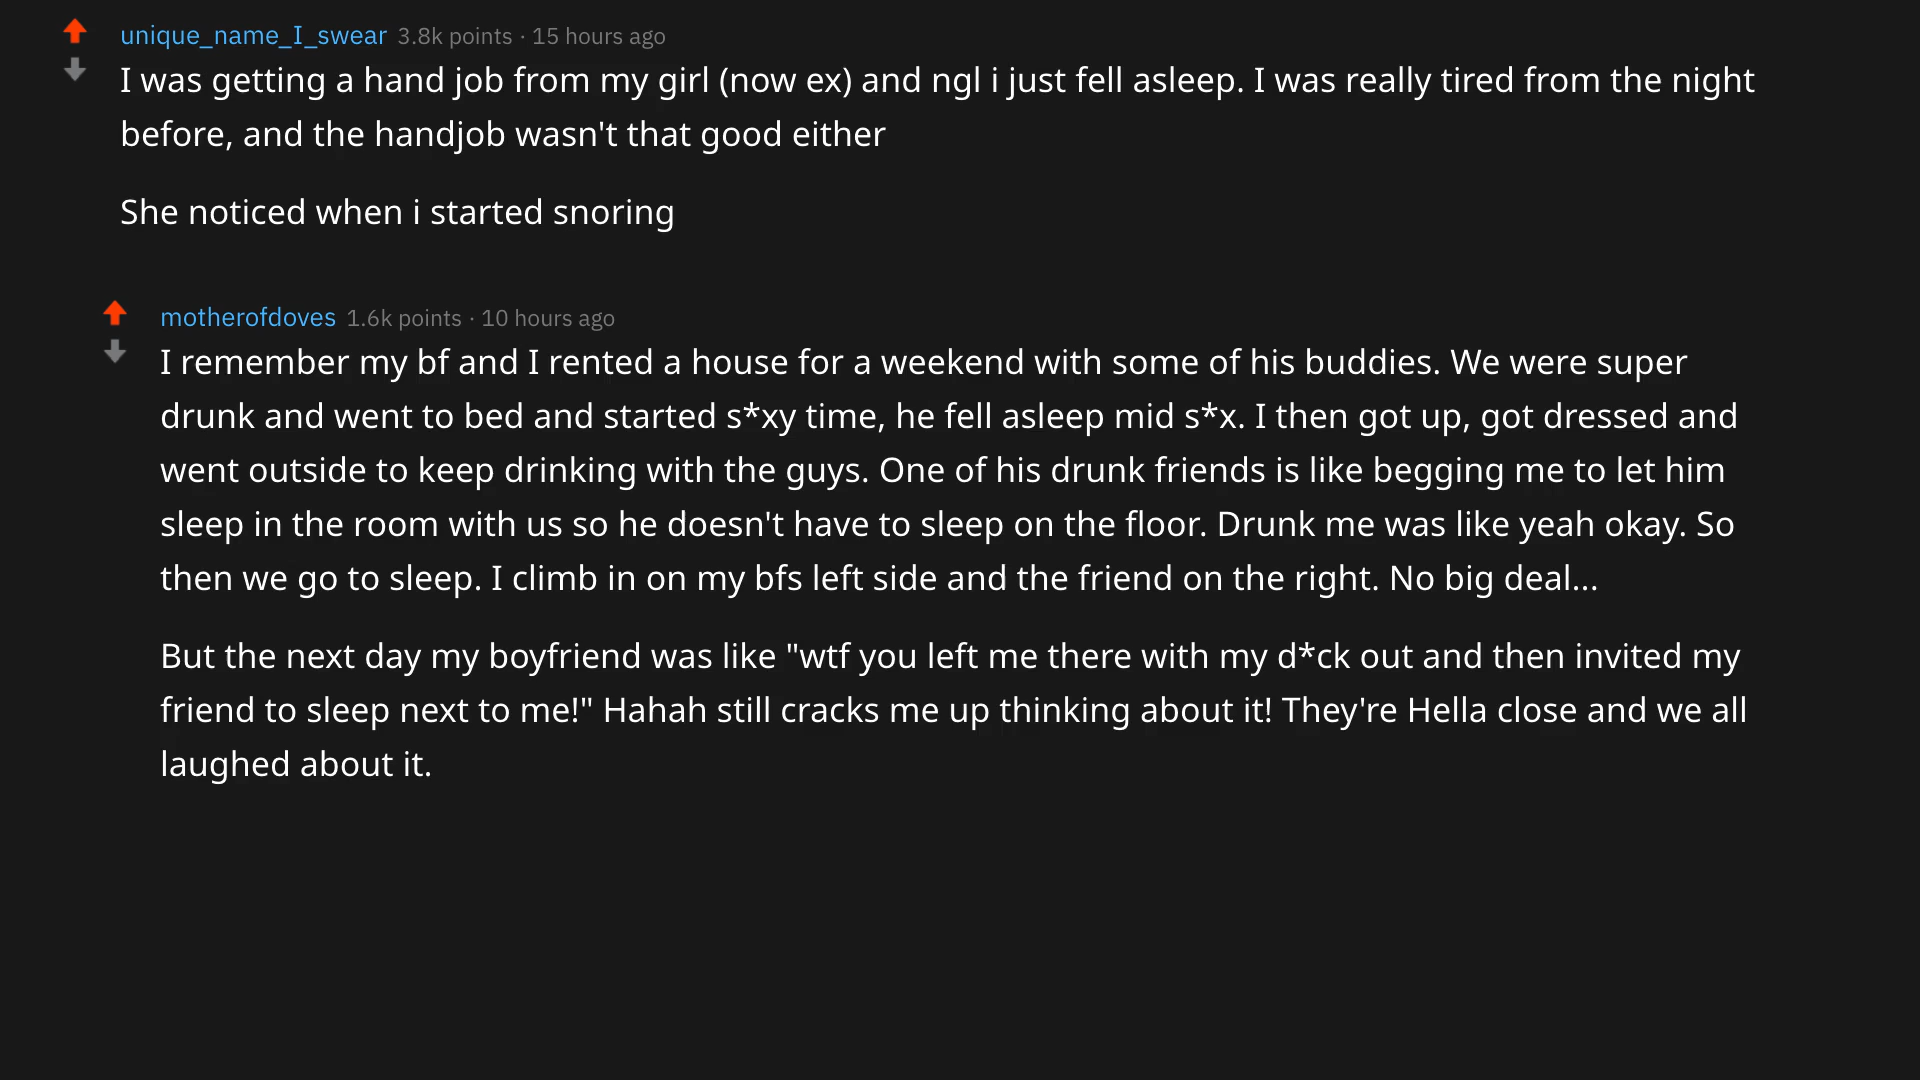 unique_name_I_swear 3.8k points · 15 hours ago
I was getting a hand job from my girl (now ex) and ngl i just fell asleep. I was really tired from the night
before, and the handjob wasn't that good either
She noticed when i started snoring
motherofdoves 1.6k points · 10 hours ago
I remember my bf and I rented a house for a weekend with some of his buddies. We were super
drunk and went to bed and started s*xy time, he fell asleep mid s*x. I then got up, got dressed and
went outside to keep drinking with the guys. One of his drunk friends is like begging me to let him
sleep in the room with us so he doesn't have to sleep on the floor. Drunk me was like yeah okay. So
then we go to sleep. I climb in on my bfs left side and the friend on the right. No big deal...
But the next day my boyfriend was like "wtf you left me there with my d*ck out and then invited my
friend to sleep next to me!" Hahah still cracks me up thinking about it! They're Hella close and we all
laughed about it.